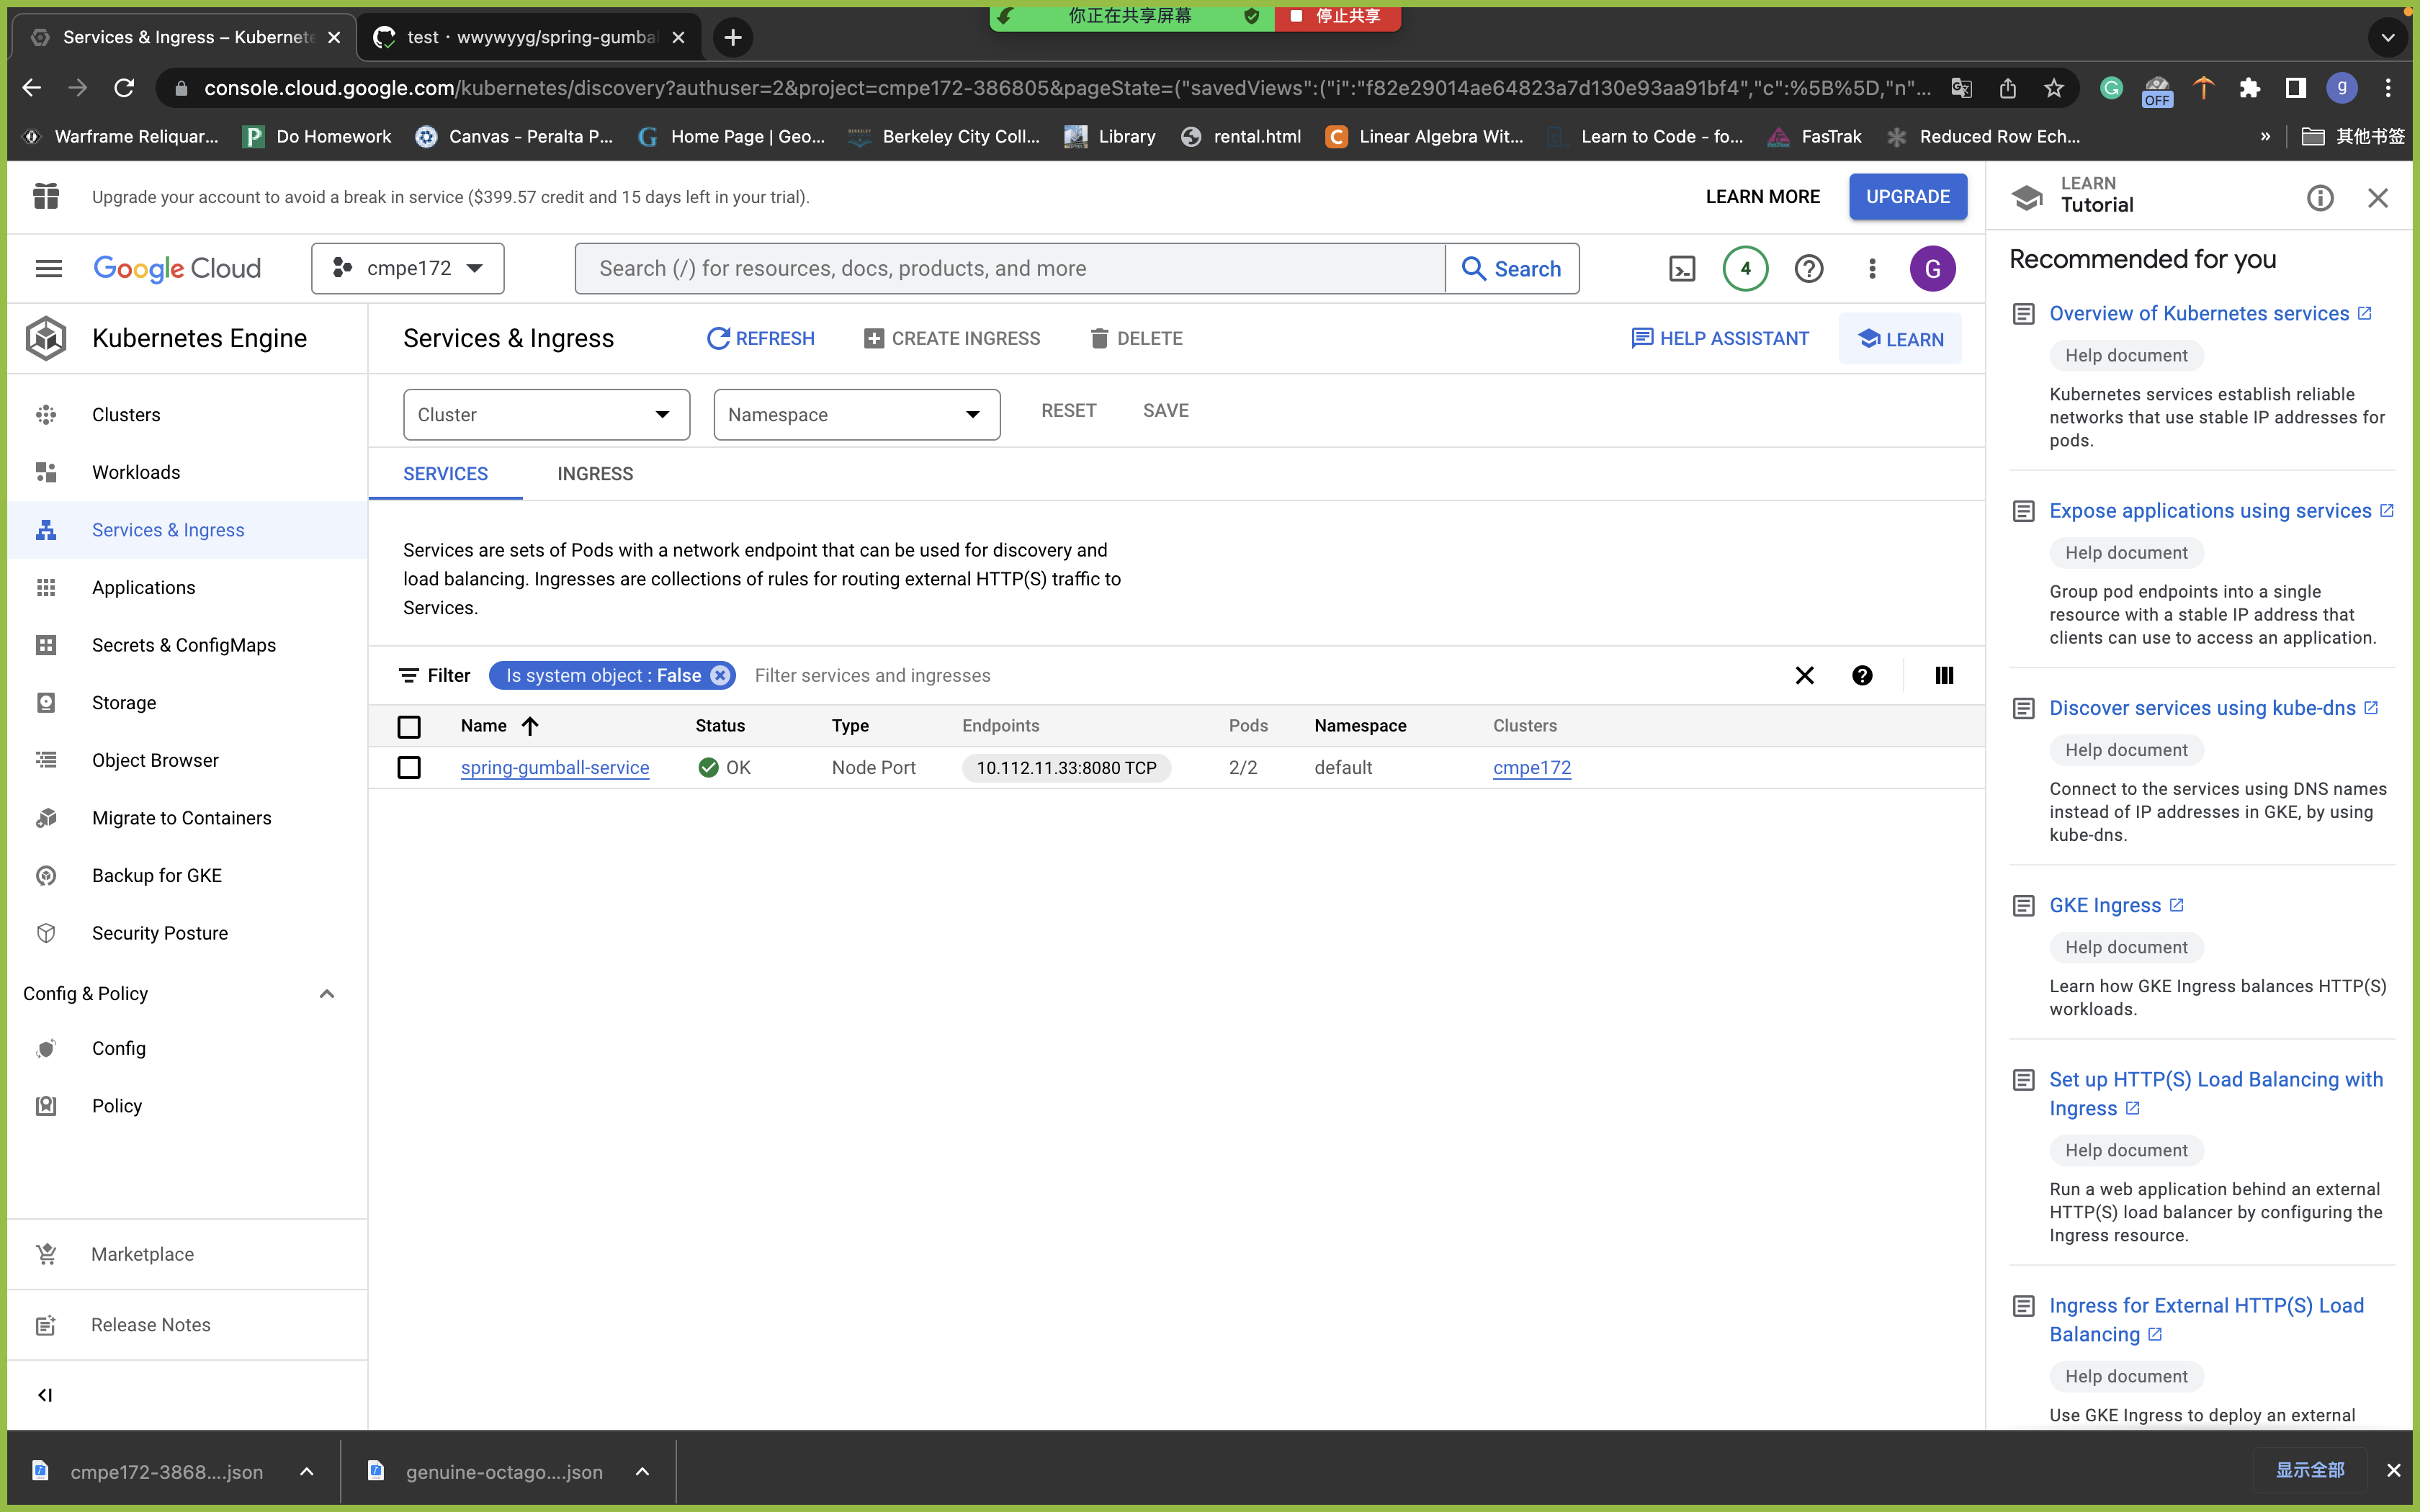 你正在共享屏幕
停止共享
Services & Ingress – Kubernete
test · wwywyyg/spring-gumbal
console.cloud.google.com/kubernetes/discovery?authuser=2&project=cmpe172-386805&pageState=("savedViews":("i":"f82e29014ae64823a7d130e93aa91bf4","c":%5B%5D,"n"...
OFF
g
Warframe Reliquar...
Do Homework
Canvas - Peralta P...
Home Page | Geo...
Berkeley City Coll...
Library
rental.html
Linear Algebra Wit...
Learn to Code - fo...
FasTrak
Reduced Row Ech...
»
其他书签
Upgrade your account to avoid a break in service ($399.57 credit and 15 days left in your trial).
LEARN MORE
UPGRADE
Google Cloud
cmpe172
Search (/) for resources, docs, products, and more
Search
4
G
Kubernetes Engine
Clusters
Workloads
Services & Ingress
Applications
Secrets & ConfigMaps
Storage
Object Browser
Migrate to Containers
Backup for GKE
Security Posture
Config & Policy
Config
Policy
Marketplace
Release Notes
Services & Ingress
REFRESH
CREATE INGRESS
DELETE
HELP ASSISTANT
LEARN
Cluster
Namespace
RESET
SAVE
SERVICES
INGRESS
Services are sets of Pods with a network endpoint that can be used for discovery and
load balancing. Ingresses are collections of rules for routing external HTTP(S) traffic to
Services.
Filter
Is system object : False
Filter services and ingresses
Name Status Type Endpoints Pods Namespace Clusters
spring-gumball-service OK Node Port 10.112.11.33:8080 TCP 2/2 default cmpe172
LEARN
Tutorial
Recommended for you
Overview of Kubernetes services
Help document
Kubernetes services establish reliable
networks that use stable IP addresses for
pods.
Expose applications using services
Help document
Group pod endpoints into a single
resource with a stable IP address that
clients can use to access an application.
Discover services using kube-dns
Help document
Connect to the services using DNS names
instead of IP addresses in GKE, by using
kube-dns.
GKE Ingress
Help document
Learn how GKE Ingress balances HTTP(S)
workloads.
Set up HTTP(S) Load Balancing with
Ingress
Help document
Run a web application behind an external
HTTP(S) load balancer by configuring the
Ingress resource.
Ingress for External HTTP(S) Load
Balancing
Help document
Use GKE Ingress to deploy an external
cmpe172-3868....json
genuine-octago....json
显示全部